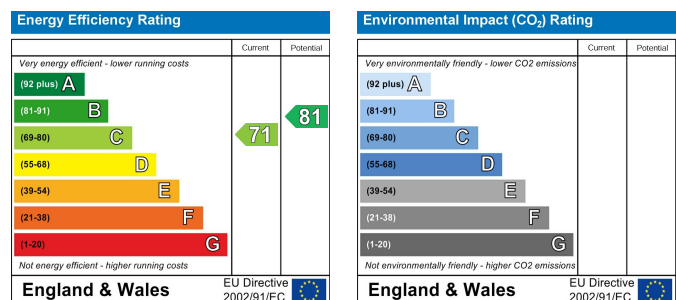 Energy Efficiency Rating
Current Potential
Very energy efficient - lower running costs
(92 plus) A
(81-91) B
(69-80) C
(55-68) D
(39-54) E
(21-38) F
(1-20) G
71
81
Not energy efficient - higher running costs
England & Wales
EU Directive
2002/91/EC
Environmental Impact (CO2) Rating
Current Potential
Very environmentally friendly - lower CO2 emissions
(92 plus) A
(81-91) B
(69-80) C
(55-68) D
(39-54) E
(21-38) F
(1-20) G
Not environmentally friendly - higher CO2 emissions
England & Wales
EU Directive
2002/91/EC